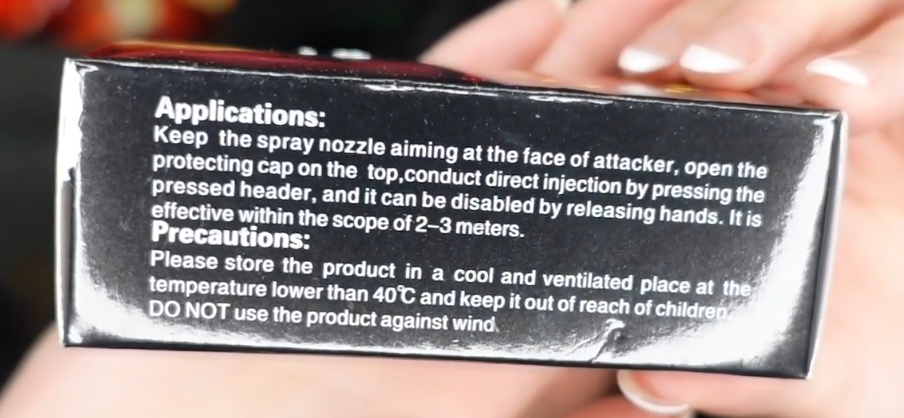 Applications:
Keep the spray nozzle aiming at the face of attacker, open the
protecting cap on the top,conduct direct injection by pressing the
pressed header, and it can be disabled by releasing hands. It is
effective within the scope of 2–3 meters.
Precautions:
Please store the product in a cool and ventilated place at the
temperature lower than 40℃ and keep it out of reach of children.
DO NOT use the product against wind.